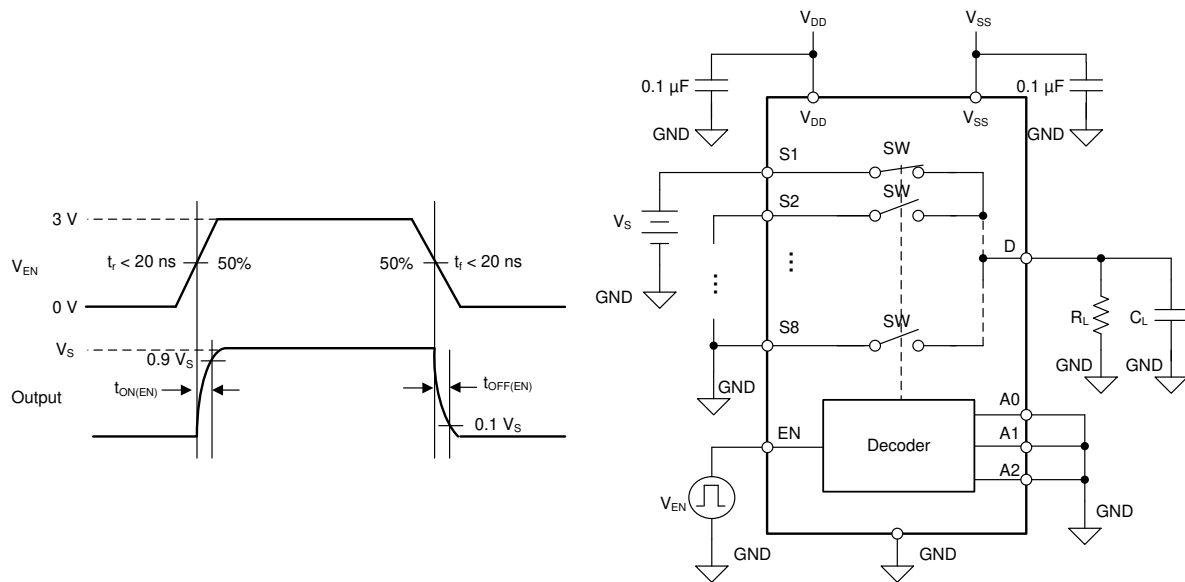 3 V
V_EN
t_r < 20 ns
50%
50%
t_f < 20 ns
0 V
V_S
0.9 V_S
t_ON(EN)
t_OFF(EN)
Output
0.1 V_S
V_DD
V_SS
0.1 µF
0.1 µF
V_DD
V_SS
GND
GND
S1
SW
S2
SW
V_S
...
...
D
GND
S8
SW
R_L
C_L
GND
GND
GND
A0
EN
Decoder
A1
A2
V_EN
GND
GND
GND